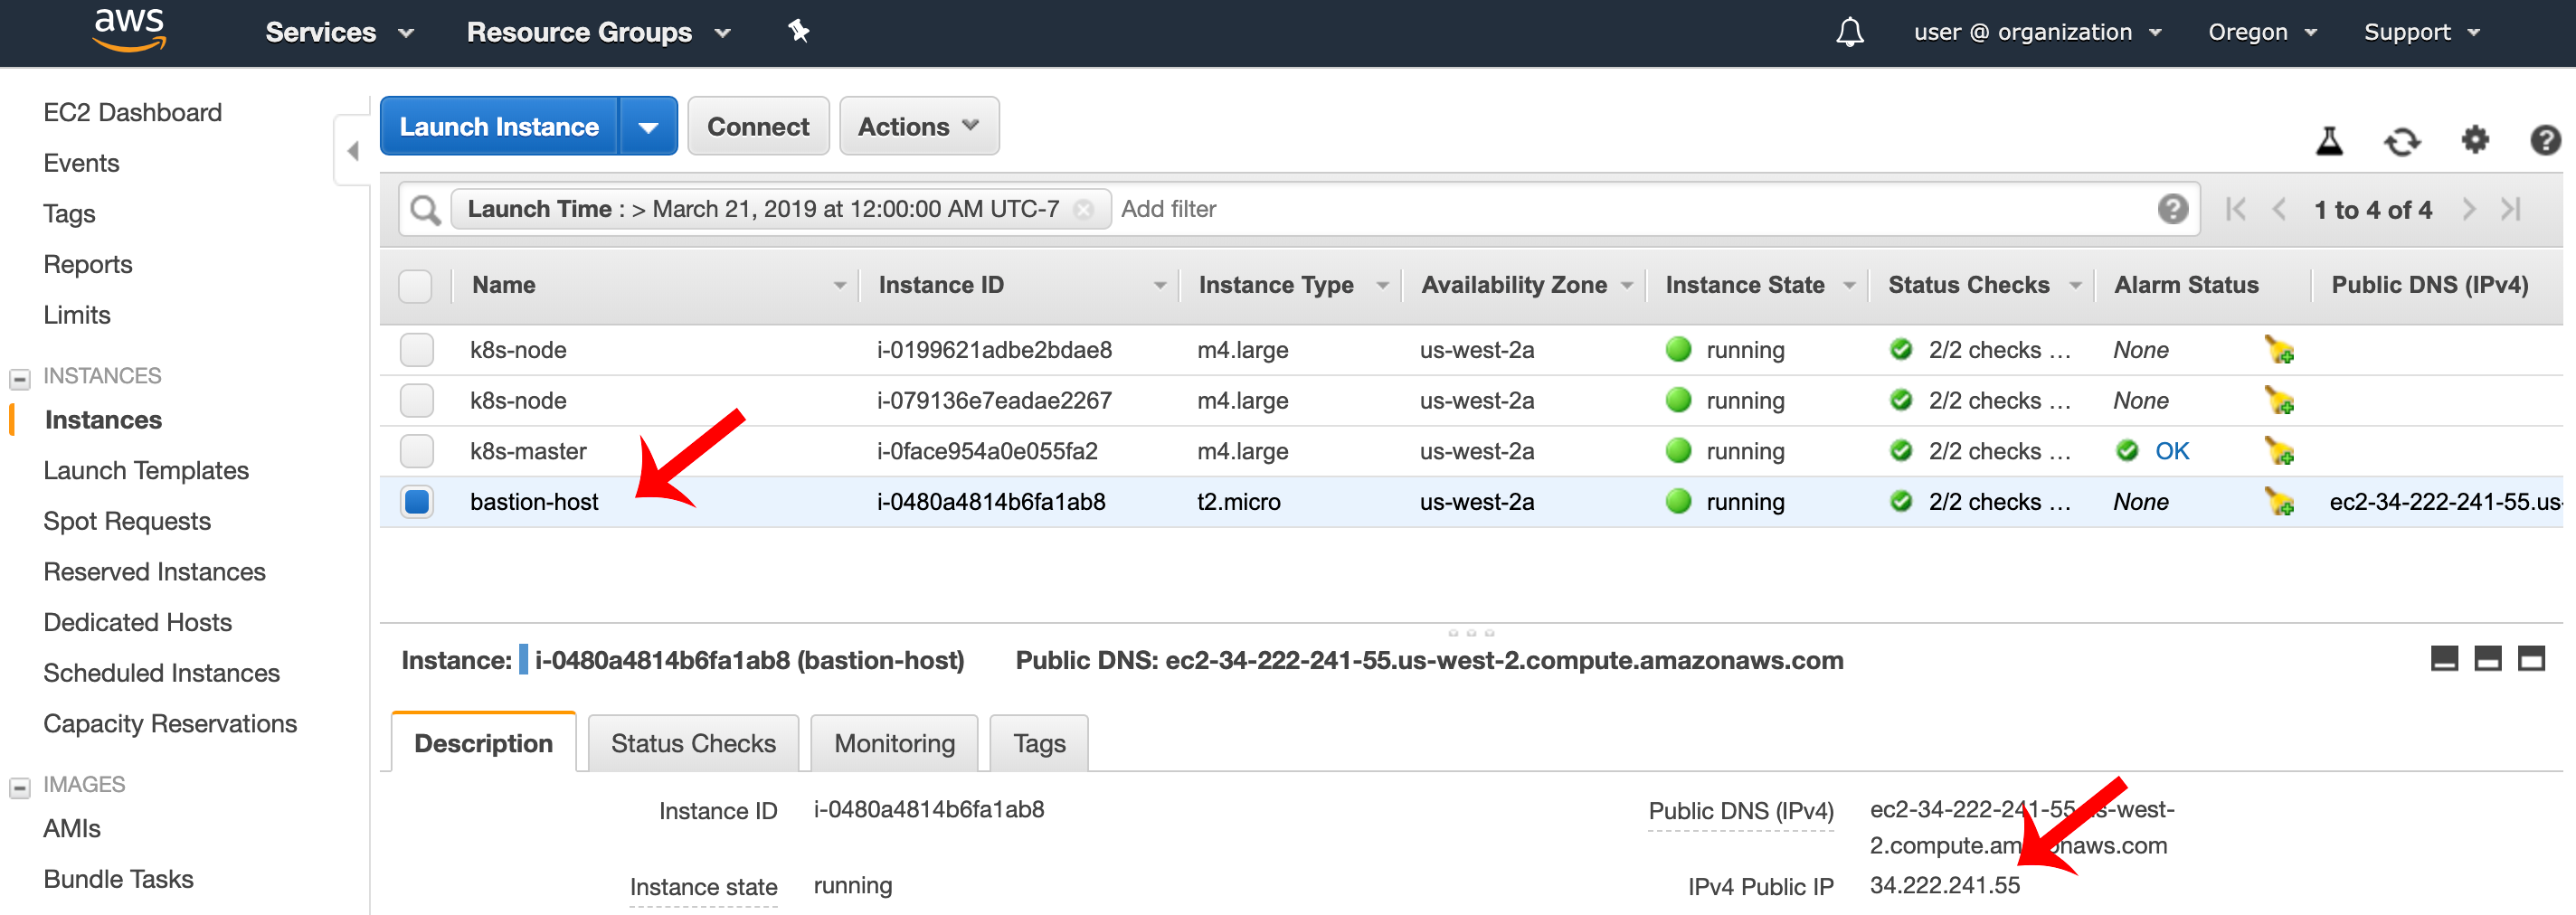 aws Services Resource Groups user @ organization Oregon Support
EC2 Dashboard
Events
Tags
Reports
Limits
INSTANCES
Instances
Launch Templates
Spot Requests
Reserved Instances
Dedicated Hosts
Scheduled Instances
Capacity Reservations
IMAGES
AMIs
Bundle Tasks
Launch Instance Connect Actions
Launch Time : > March 21, 2019 at 12:00:00 AM UTC-7 Add filter 1 to 4 of 4
Name Instance ID Instance Type Availability Zone Instance State Status Checks Alarm Status Public DNS (IPv4)
k8s-node i-0199621adbe2bdae8 m4.large us-west-2a running 2/2 checks ... None
k8s-node i-079136e7eadae2267 m4.large us-west-2a running 2/2 checks ... None
k8s-master i-0face954a0e055fa2 m4.large us-west-2a running 2/2 checks ... OK
bastion-host i-0480a4814b6fa1ab8 t2.micro us-west-2a running 2/2 checks ... None ec2-34-222-241-55.us-
Instance: i-0480a4814b6fa1ab8 (bastion-host) Public DNS: ec2-34-222-241-55.us-west-2.compute.amazonaws.com
Description Status Checks Monitoring Tags
Instance ID i-0480a4814b6fa1ab8 Public DNS (IPv4) ec2-34-222-241-55.us-west-
2.compute.amazonaws.com
Instance state running IPv4 Public IP 34.222.241.55